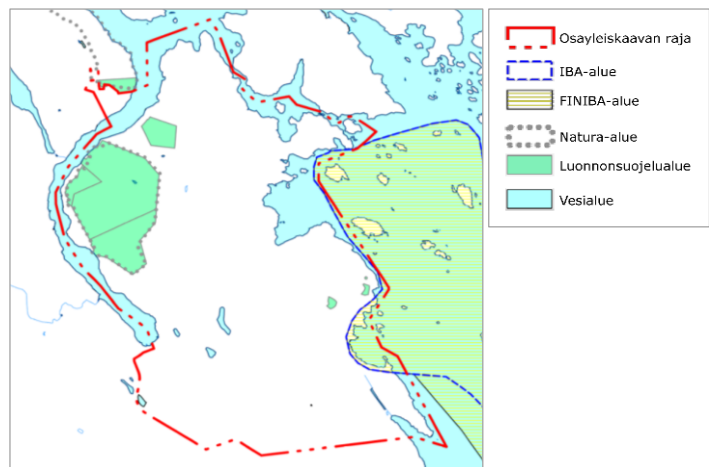 Osayleiskaavan raja
IBA-alue
FINIBA-alue
Natura-alue
Luonnonsuojelualue
Vesialue